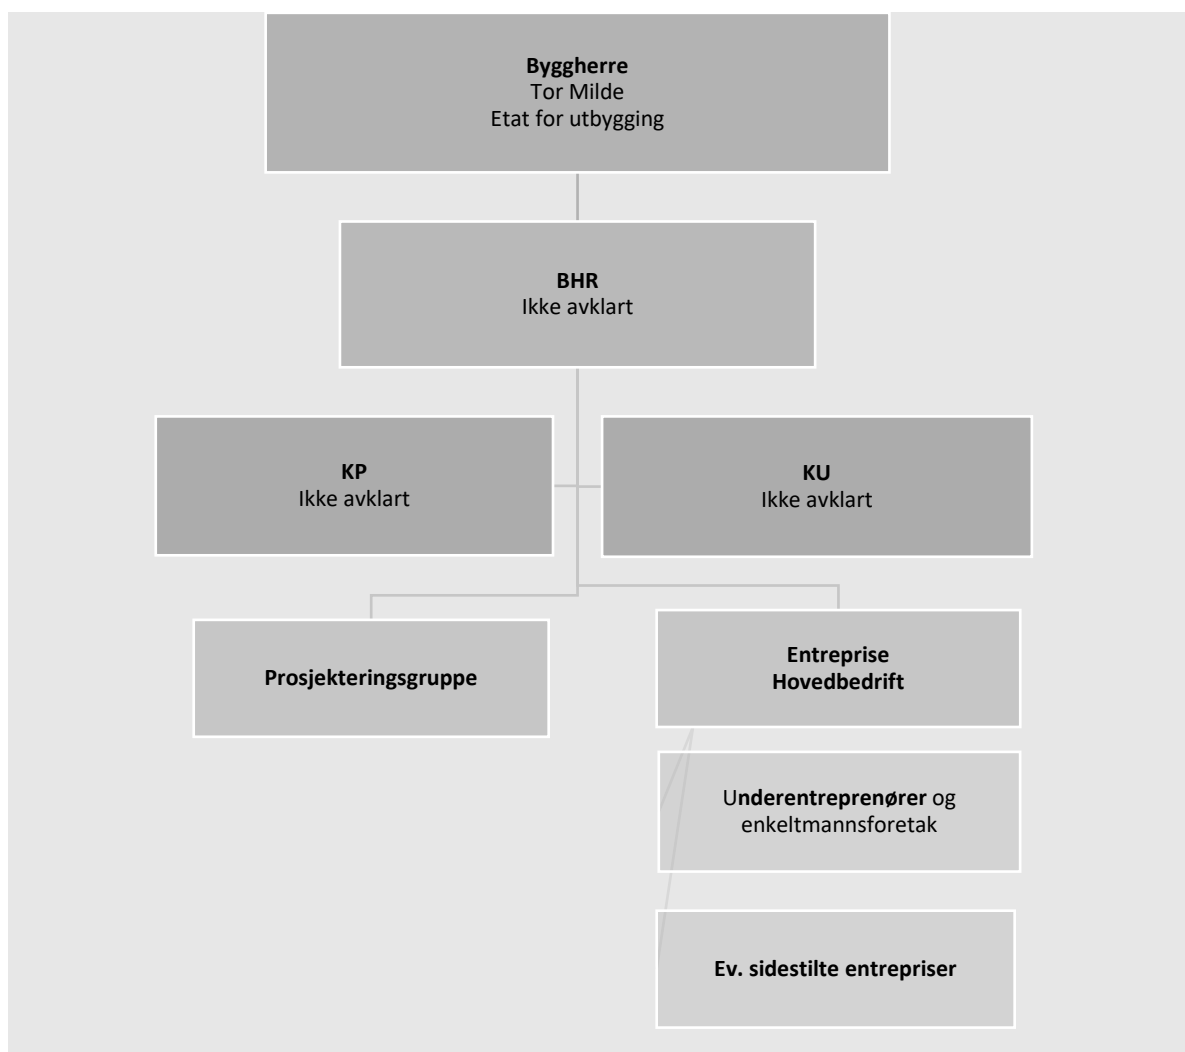 Byggherre
Tor Milde
Etat for utbygging
BHR
Ikke avklart
KP
Ikke avklart
KU
Ikke avklart
Prosjekteringsgruppe
Entreprise
Hovedbedrift
Underentreprenører og
enkeltmannsforetak
Ev. sidestilte entrepriser